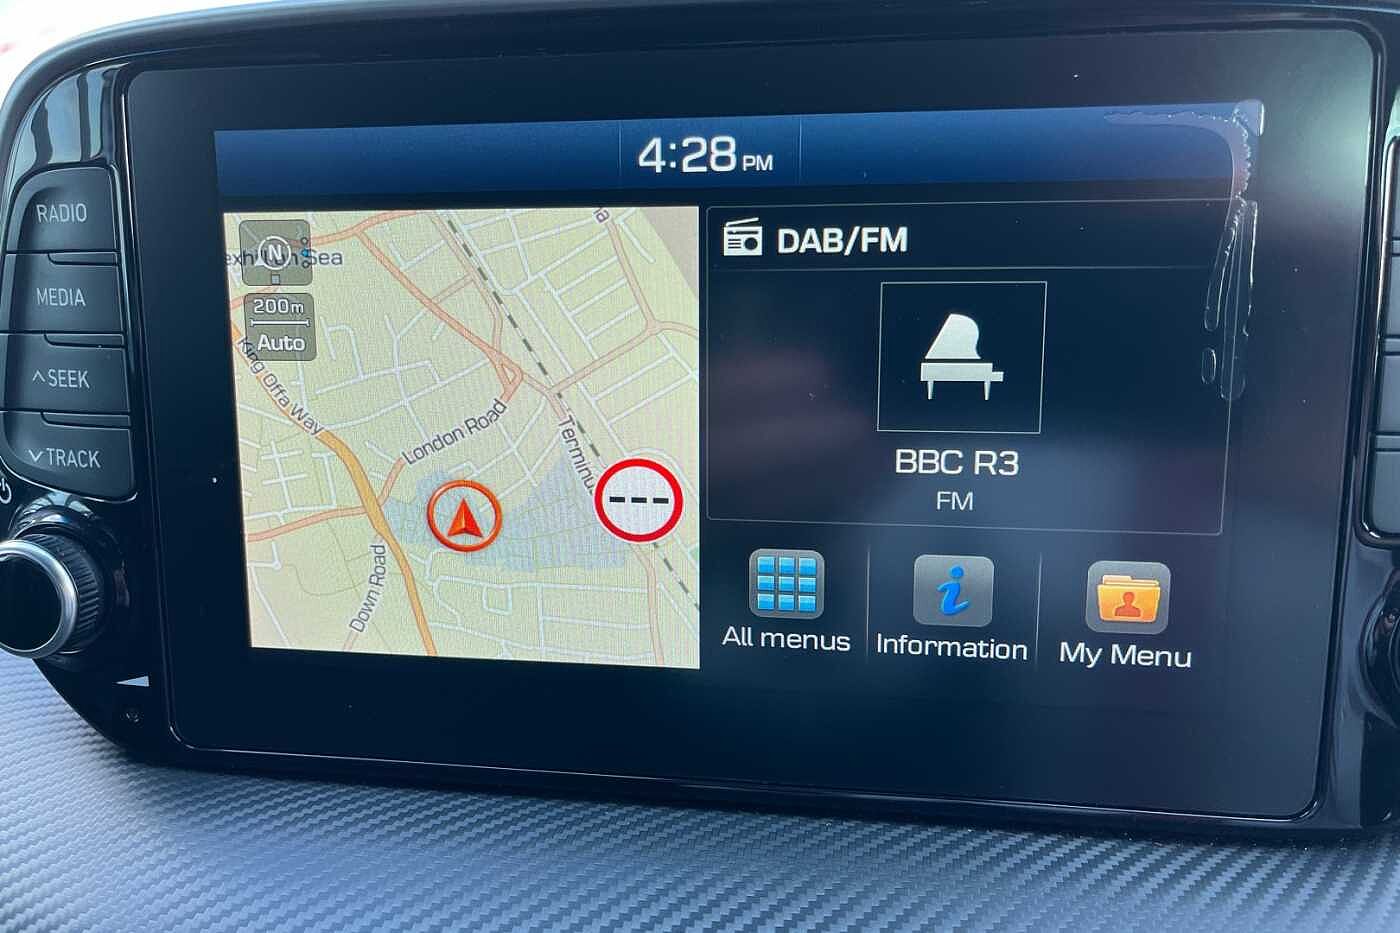 4:28 PM
RADIO
MEDIA
SEEK
TRACK
N
200m
Auto
King Offa Way
London Road
Terminus
Down Road
DAB/FM
BBC R3
FM
All menus
Information
My Menu